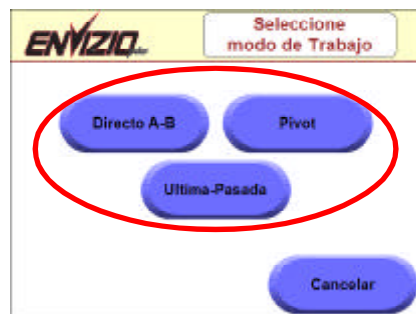 ENVIZIO
Seleccione
modo de Trabajo
Directo A-B
Pivot
Ultima-Pasada
Cancelar